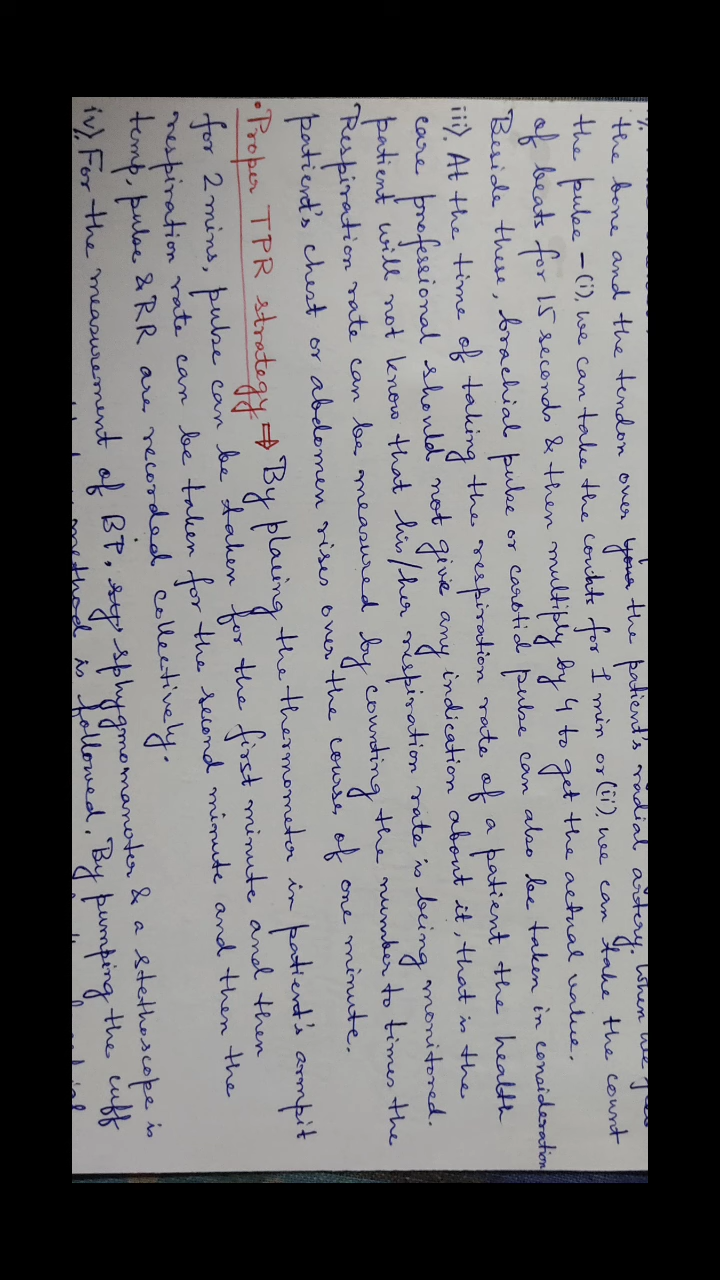 the bone and the tendon over your the patient's radial artery. When we
the pulse - (i), we can take the counts for 1 min or (ii), we can take the count
of beats for 15 seconds & then multiply by 4 to get the actual value.
Beside these, brachial pulse or carotid pulse can also be taken in consideration
iii). At the time of taking the respiration rate of a patient the health
care professional should not give any indication about it, that is the
patient will not know that his/her respiration rate is being monitored.
Respiration rate can be measured by counting the number to times the
patient's chest or abdomen rises over the course of one minute.
• Proper TPR strategy ⇒ By placing the thermometer in patient's armpit
for 2 mins, pulse can be taken for the first minute and then
respiration rate can be taken for the second minute and then the
temp, pulse & RR are recorded collectively.
iv). For the measurement of BP, sy sphygmomanoter & a stethoscope is
method is followed. By pumping the cuff